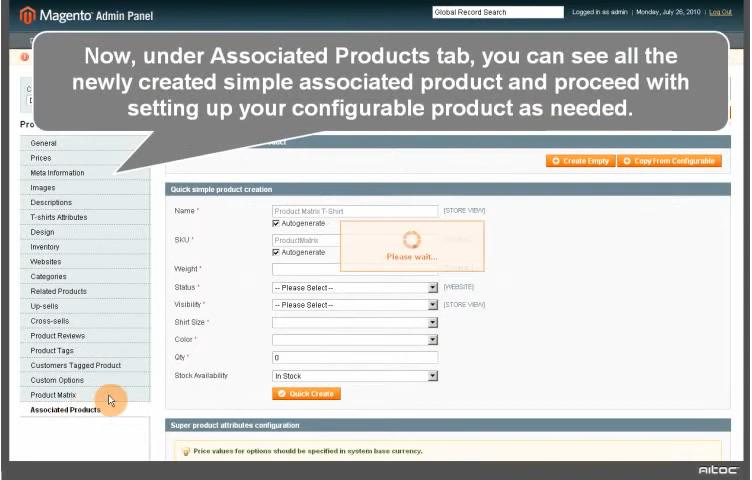 Magento Admin Panel
Global Record Search
Logged in as admin | Monday, July 26, 2010 | Log Out
Now, under Associated Products tab, you can see all the
newly created simple associated product and proceed with
setting up your configurable product as needed.
Create Empty
Copy From Configurable
General
Prices
Meta Information
Images
Descriptions
T-shirts Attributes
Design
Inventory
Websites
Categories
Related Products
Up-sells
Cross-sells
Product Reviews
Product Tags
Customers Tagged Product
Custom Options
Product Matrix
Associated Products
Quick simple product creation
Name * Product Matrix T-Shirt [STORE VIEW]
Autogenerate
SKU * ProductMatrix
Autogenerate
Please wait...
Weight *
Status * -- Please Select -- [WEBSITE]
Visibility * -- Please Select -- [STORE VIEW]
Shirt Size *
Color *
Qty * 0
Stock Availability In Stock
Quick Create
Super product attributes configuration
Price values for options should be specified in system base currency.
AITOC